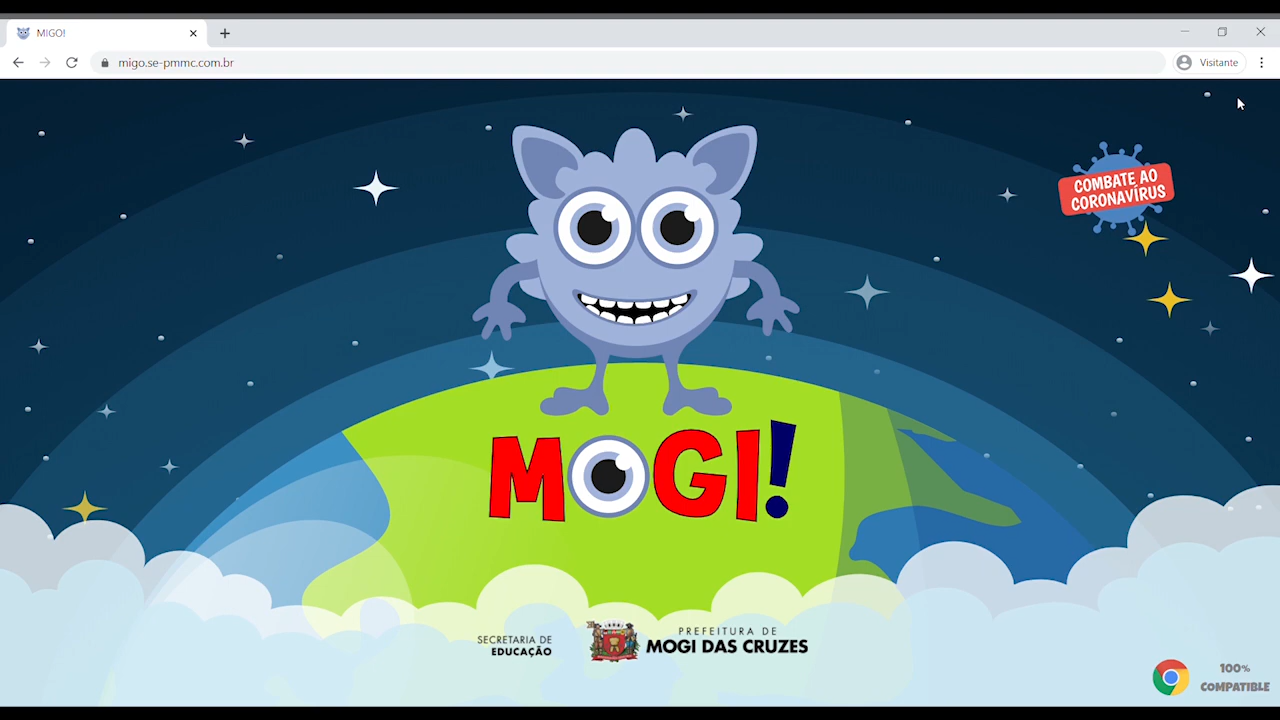 MIGO!
migo.se-pmmc.com.br
Visitante
COMBATE AO
CORONAVÍRUS
MOGI!
SECRETARIA DE
EDUCAÇÃO
PREFEITURA DE
MOGI DAS CRUZES
100%
COMPATIBLE